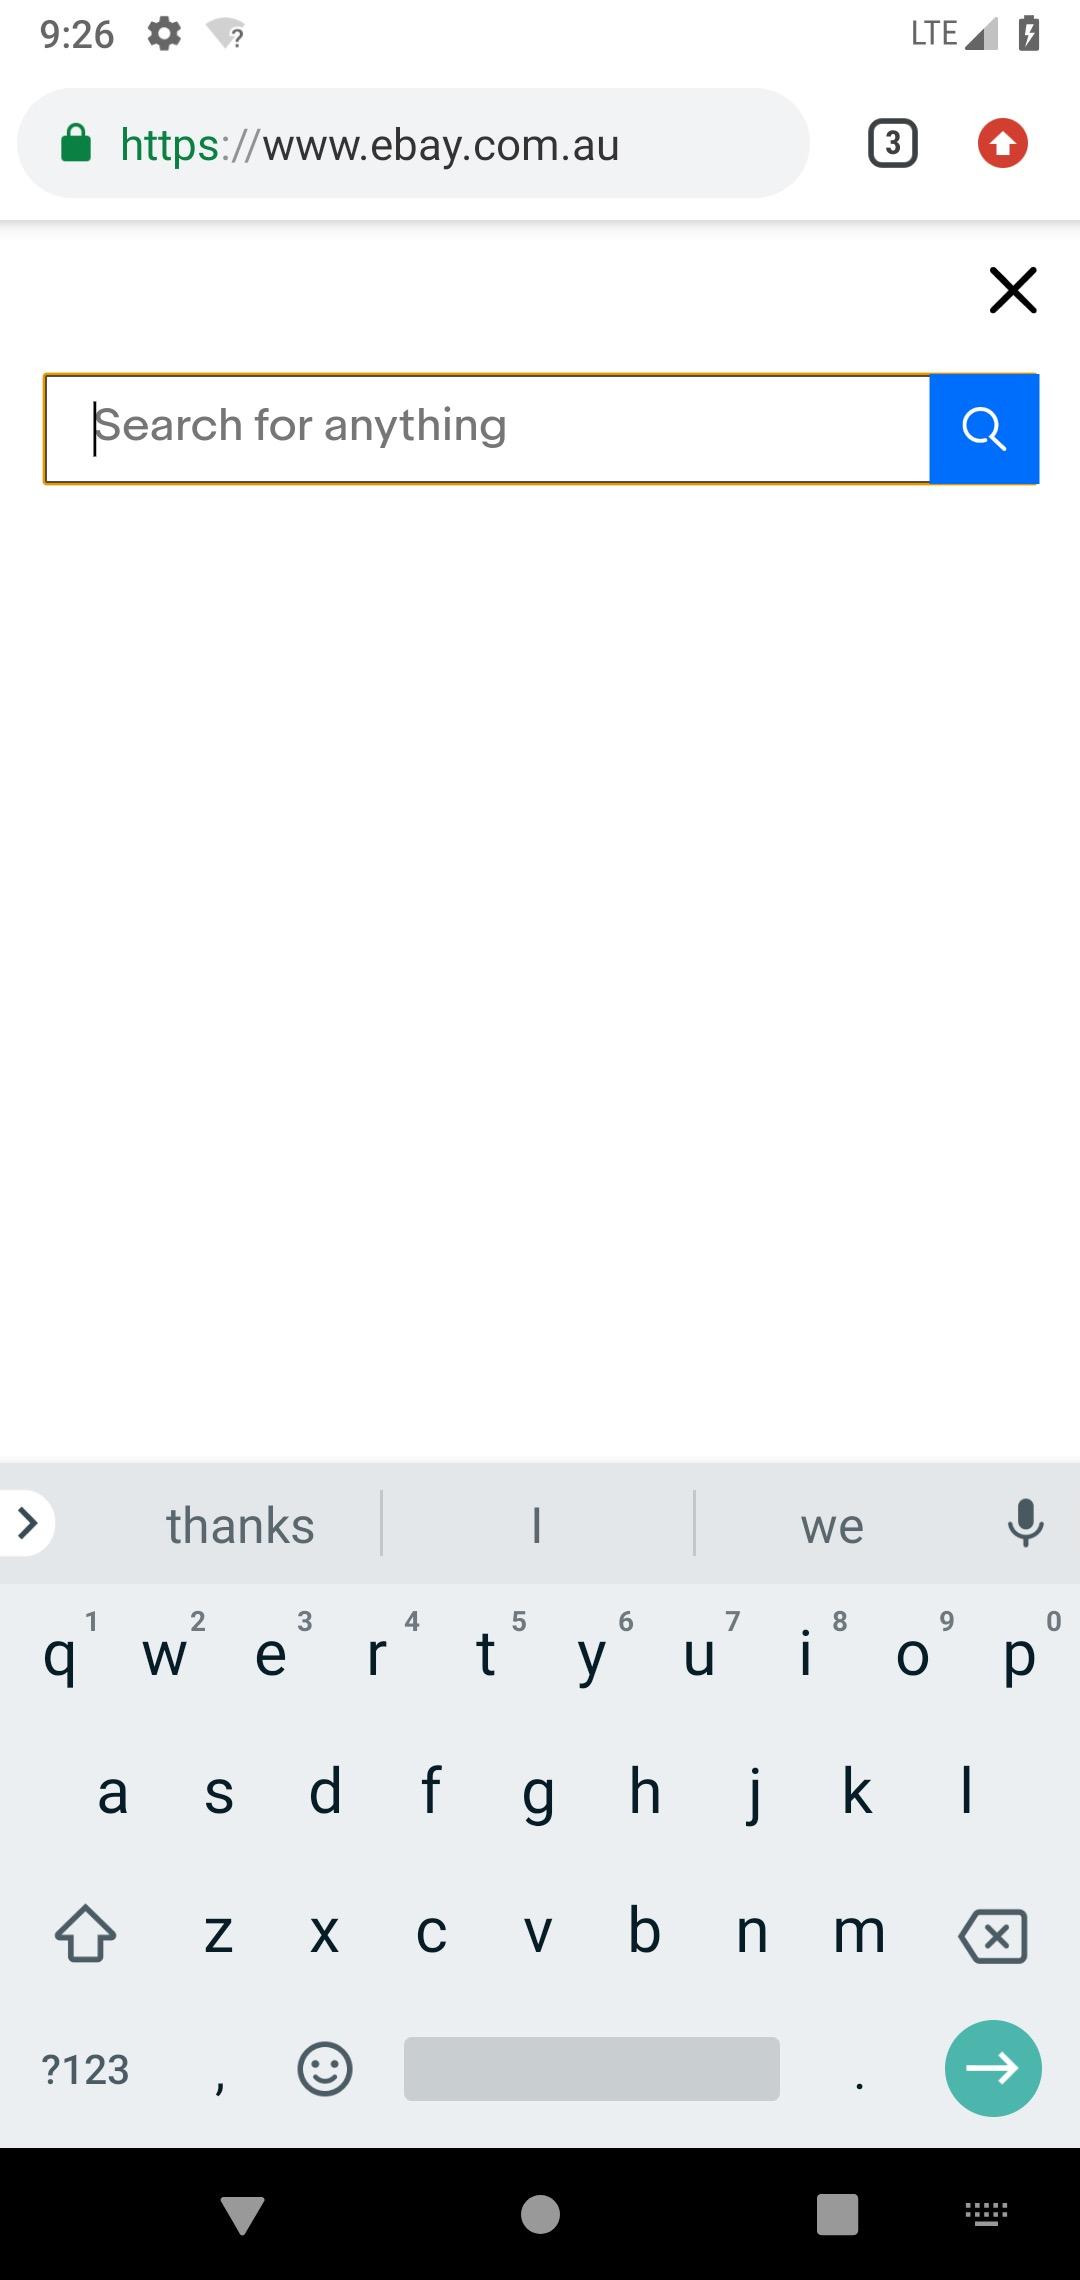 9:26
LTE
https://www.ebay.com.au
3
Search for anything
thanks
I
we
1 2 3 4 5 6 7 8 9 0
q w e r t y u i o p
a s d f g h j k l
z x c v b n m
?123 , .